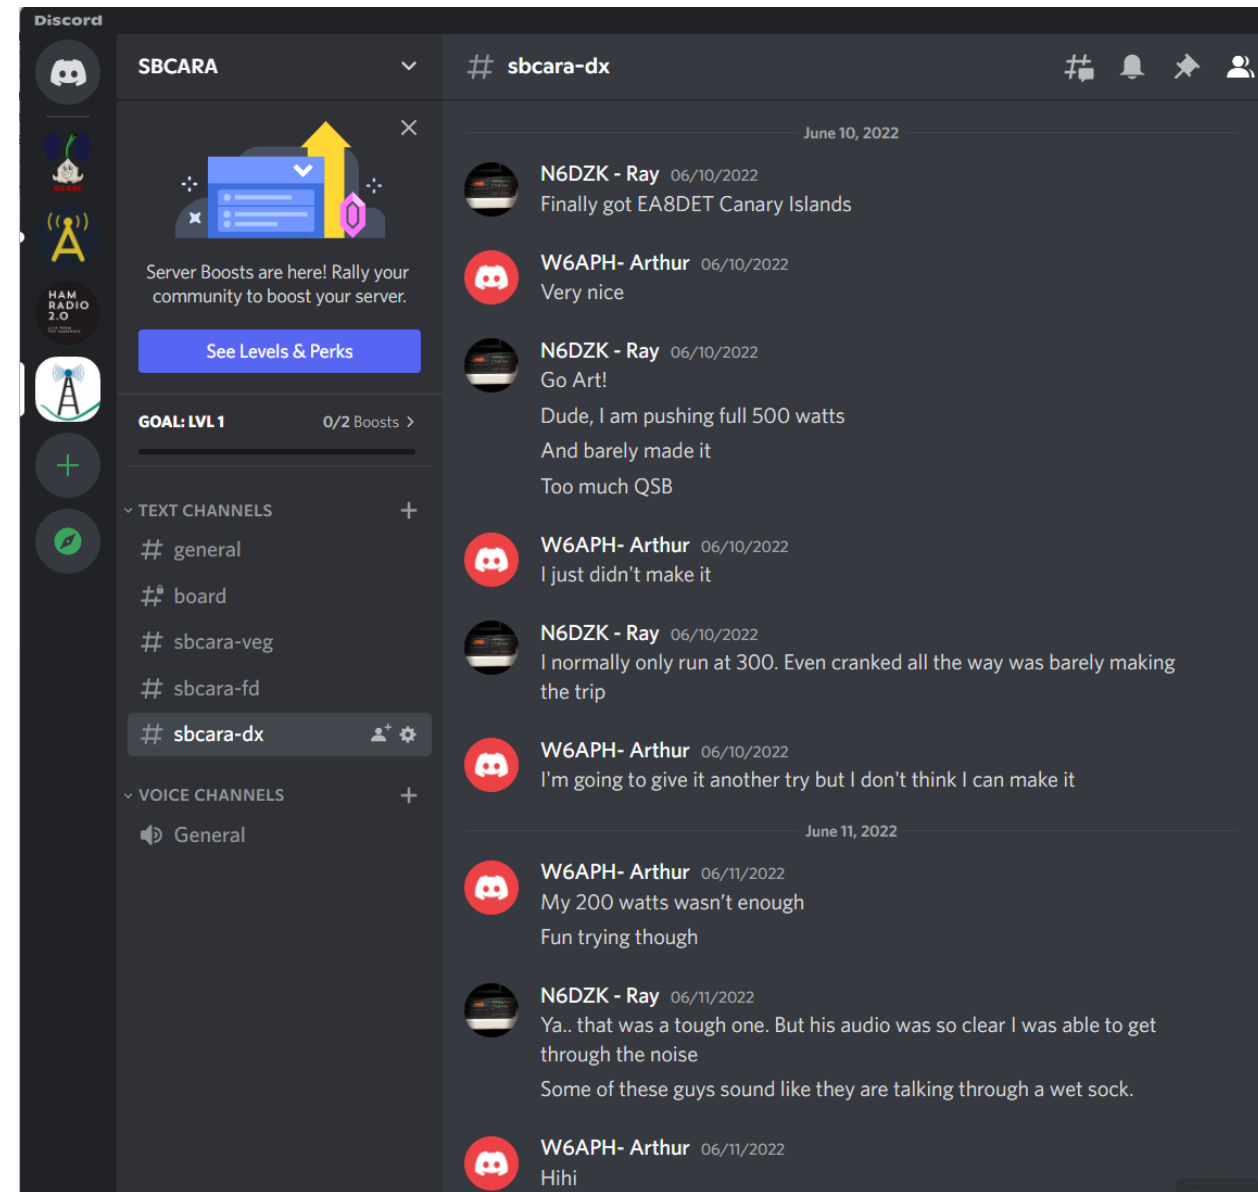 Discord
SBCARA
sbcara-dx
HAM
RADIO
2.0
Server Boosts are here! Rally your
community to boost your server.
See Levels & Perks
GOAL: LVL 1 0/2 Boosts >
TEXT CHANNELS
general
board
sbcara-veg
sbcara-fd
sbcara-dx
VOICE CHANNELS
General
June 10, 2022
N6DZK - Ray 06/10/2022
Finally got EA8DET Canary Islands
W6APH- Arthur 06/10/2022
Very nice
N6DZK - Ray 06/10/2022
Go Art!
Dude, I am pushing full 500 watts
And barely made it
Too much QSB
W6APH- Arthur 06/10/2022
I just didn't make it
N6DZK - Ray 06/10/2022
I normally only run at 300. Even cranked all the way was barely making
the trip
W6APH- Arthur 06/10/2022
I'm going to give it another try but I don't think I can make it
June 11, 2022
W6APH- Arthur 06/11/2022
My 200 watts wasn’t enough
Fun trying though
N6DZK - Ray 06/11/2022
Ya.. that was a tough one. But his audio was so clear I was able to get
through the noise
Some of these guys sound like they are talking through a wet sock.
W6APH- Arthur 06/11/2022
Hihi